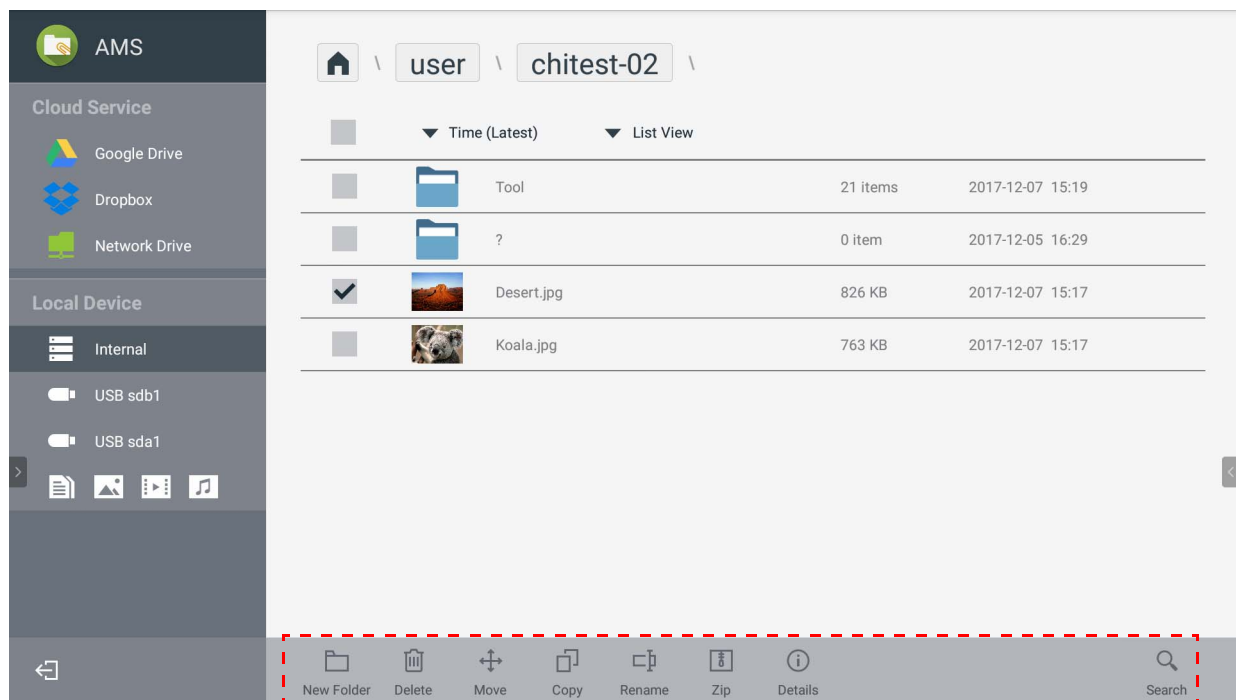 AMS
Cloud Service
Google Drive
Dropbox
Network Drive
Local Device
Internal
USB sdb1
USB sda1
\ user \ chitest-02 \
Time (Latest) List View
Tool 21 items 2017-12-07 15:19
? 0 item 2017-12-05 16:29
Desert.jpg 826 KB 2017-12-07 15:17
Koala.jpg 763 KB 2017-12-07 15:17
New Folder Delete Move Copy Rename Zip Details Search